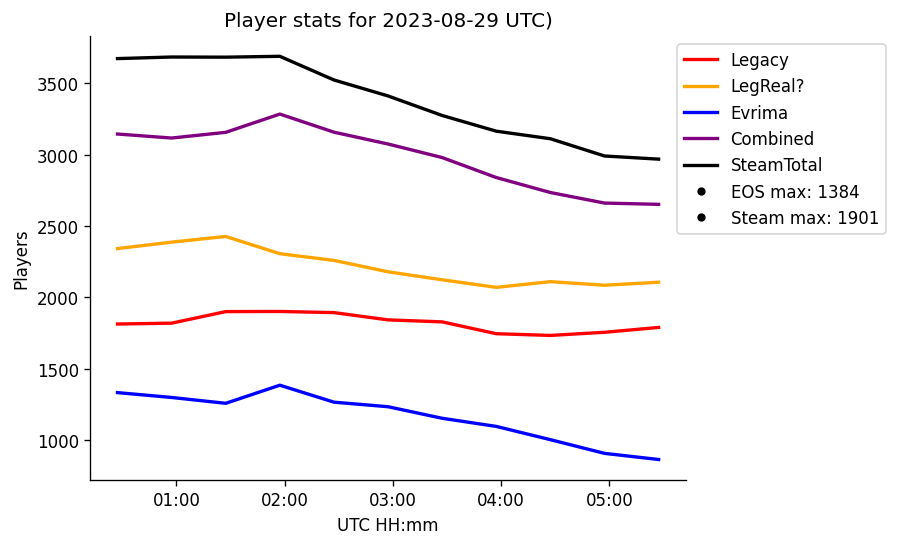 Player stats for 2023-08-29 UTC)
Players
3500
3000
2500
2000
1500
1000
01:00 02:00 03:00 04:00 05:00
UTC HH:mm
Legacy
LegReal?
Evrima
Combined
SteamTotal
EOS max: 1384
Steam max: 1901